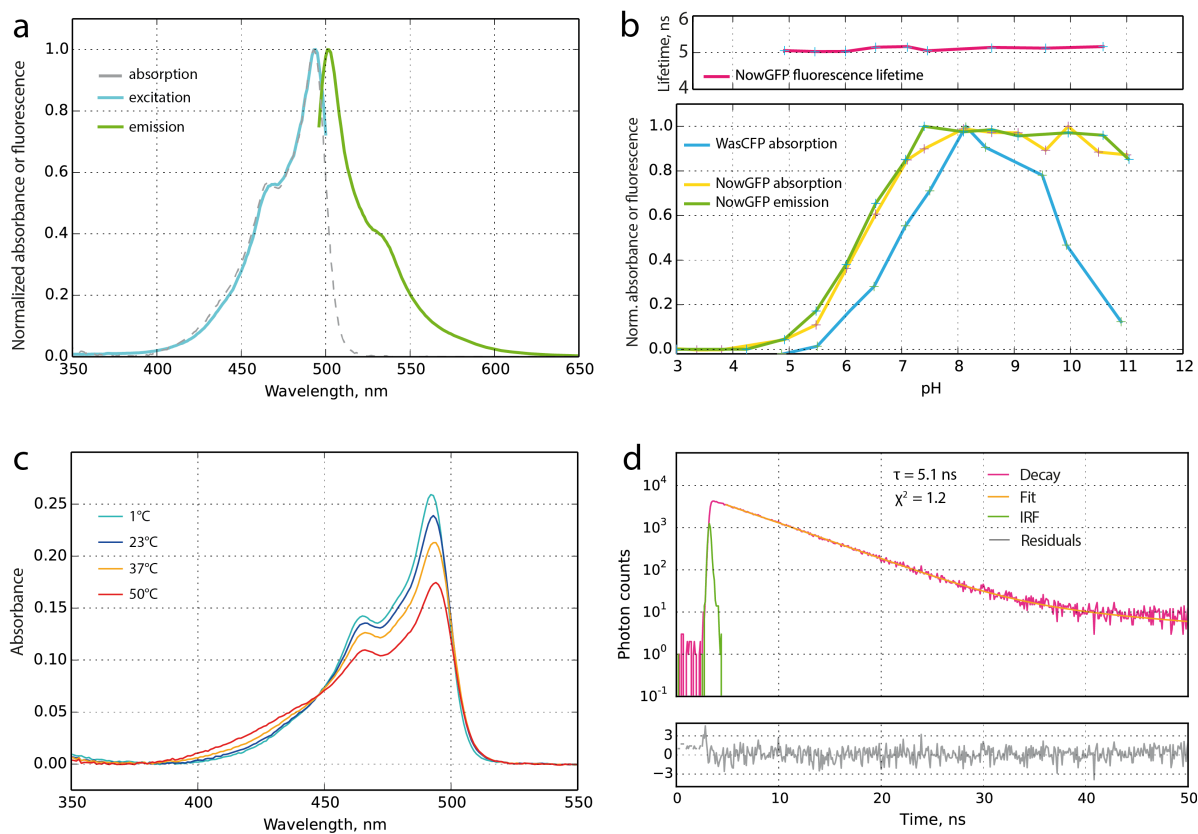 a
Normalized absorbance or fluorescence
1.0
0.8
0.6
0.4
0.2
0.0
absorption
excitation
emission
350 400 450 500 550 600 650
Wavelength, nm
b
Lifetime, ns
6
5
4
NowGFP fluorescence lifetime
Norm. absorbance or fluorescence
1.0
0.8
0.6
0.4
0.2
0.0
WasCFP absorption
NowGFP absorption
NowGFP emission
3 4 5 6 7 8 9 10 11 12
pH
c
Absorbance
0.25
0.20
0.15
0.10
0.05
0.00
1°C
23°C
37°C
50°C
350 400 450 500 550
Wavelength, nm
d
Photon counts
10⁴
10³
10²
10¹
10⁰
10⁻¹
τ = 5.1 ns
χ² = 1.2
Decay
Fit
IRF
Residuals
3
0
−3
0 10 20 30 40 50
Time, ns